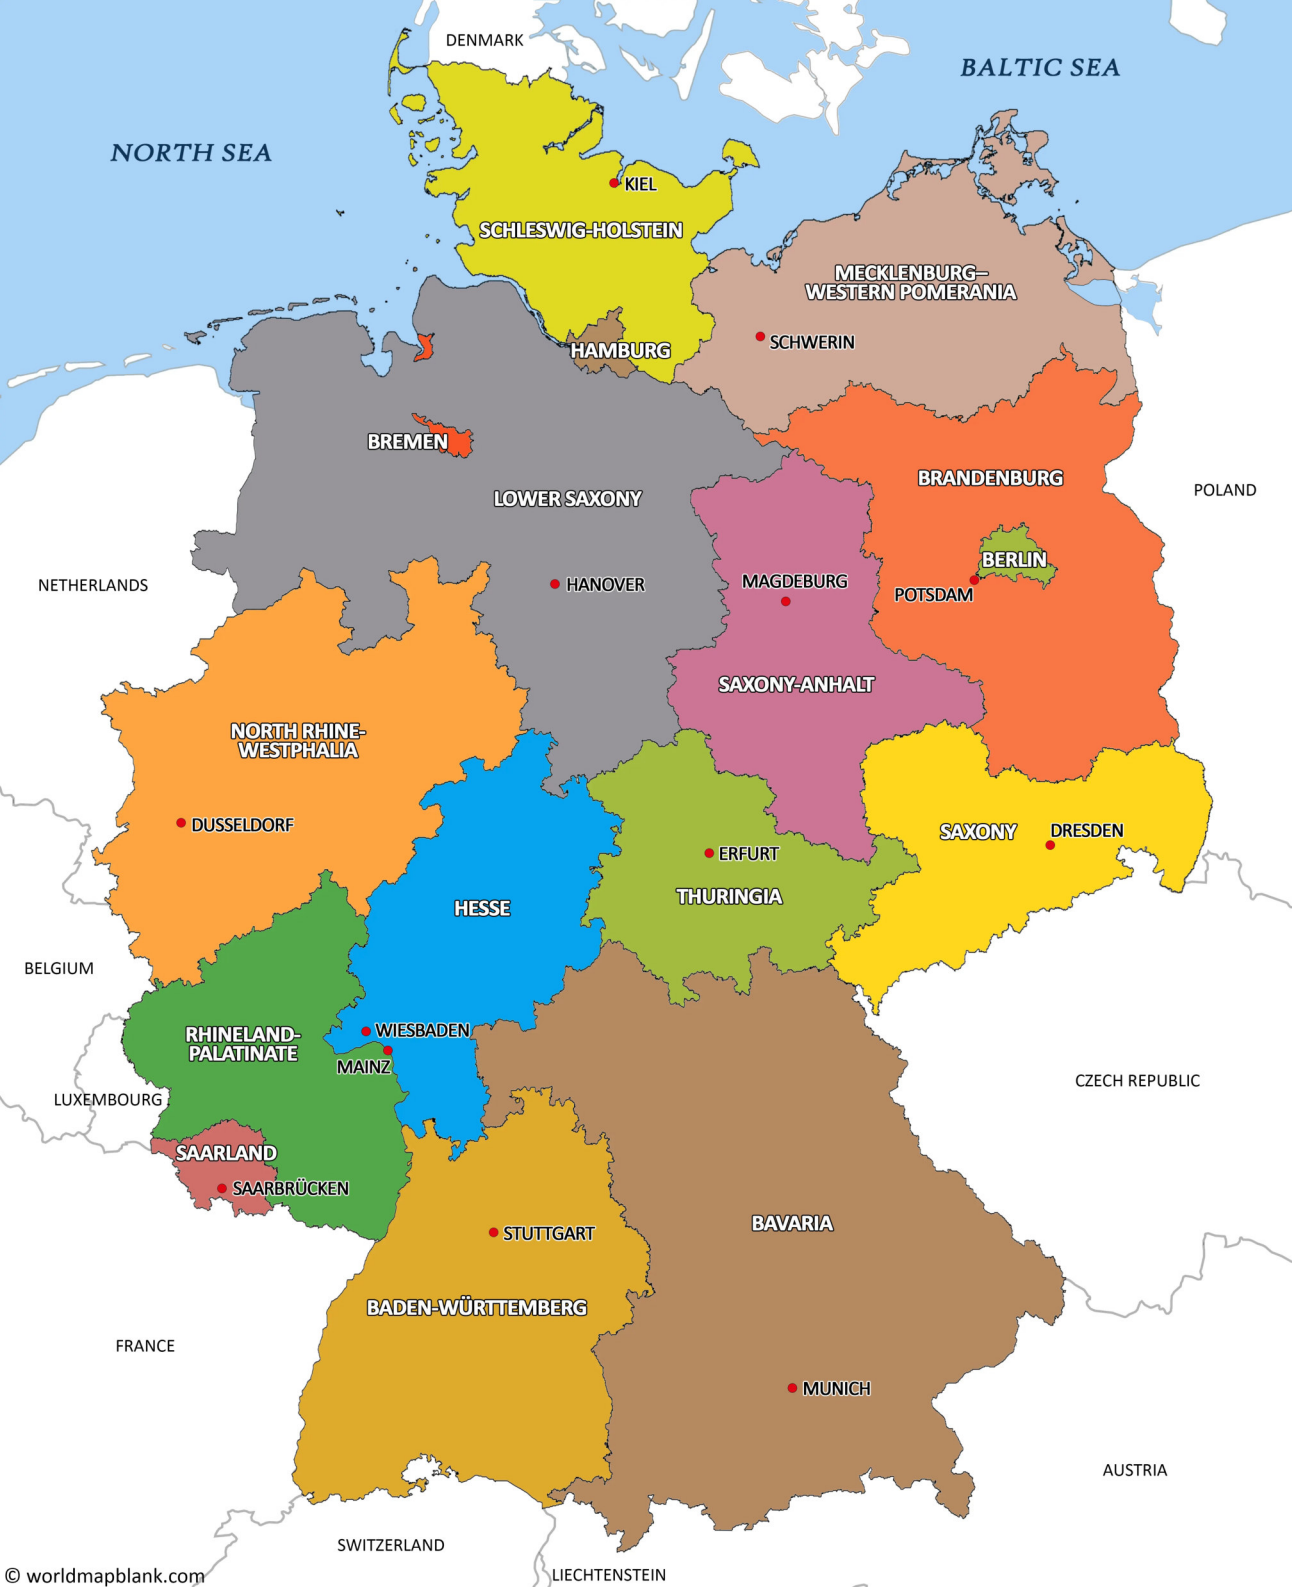 DENMARK
BALTIC SEA
NORTH SEA
KIEL
SCHLESWIG-HOLSTEIN
MECKLENBURG–
WESTERN POMERANIA
SCHWERIN
HAMBURG
BREMEN
LOWER SAXONY
BRANDENBURG
POLAND
BERLIN
NETHERLANDS
HANOVER
MAGDEBURG
POTSDAM
SAXONY-ANHALT
NORTH RHINE-
WESTPHALIA
DUSSELDORF
SAXONY
DRESDEN
ERFURT
THURINGIA
HESSE
BELGIUM
RHINELAND-
PALATINATE
WIESBADEN
MAINZ
CZECH REPUBLIC
LUXEMBOURG
SAARLAND
SAARBRÜCKEN
BAVARIA
STUTTGART
BADEN-WÜRTTEMBERG
FRANCE
MUNICH
AUSTRIA
SWITZERLAND
LIECHTENSTEIN
© worldmapblank.com